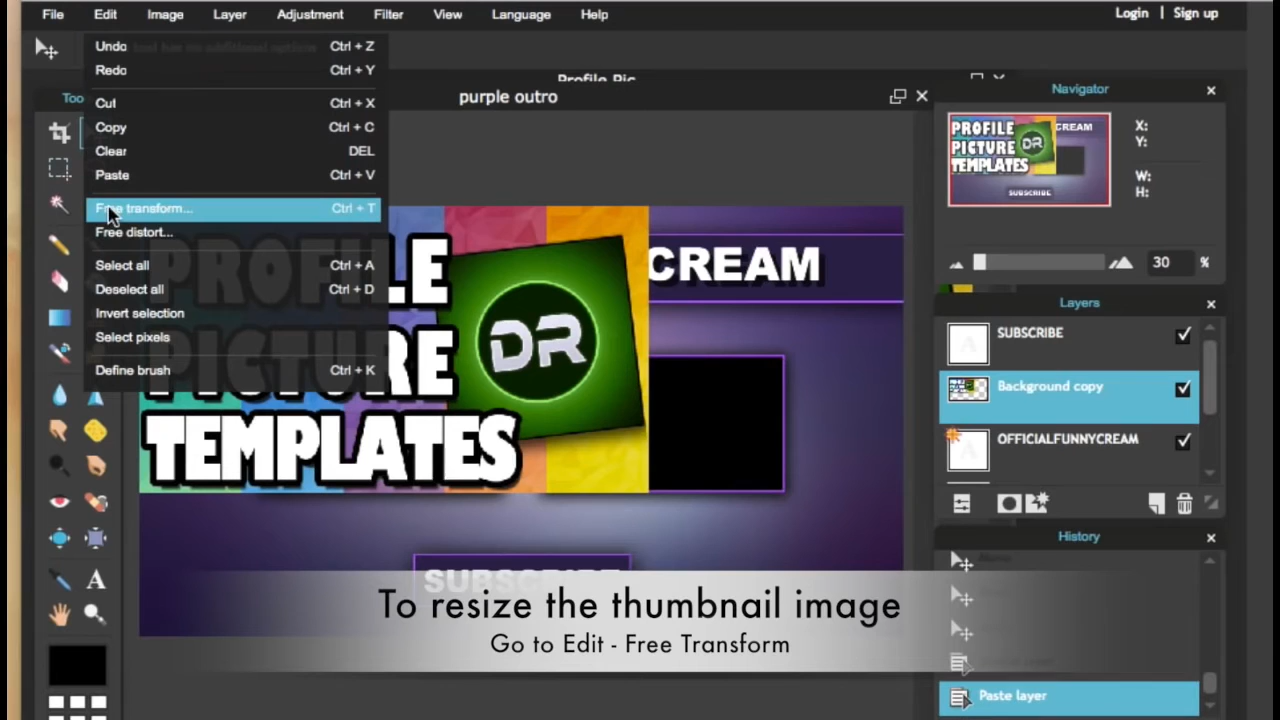 File Edit Image Layer Adjustment Filter View Language Help Login | Sign up
Undo Ctrl + Z
Redo Ctrl + Y
Cut Ctrl + X
Copy Ctrl + C
Clear DEL
Paste Ctrl + V
Free transform... Ctrl + T
Free distort...
Select all Ctrl + A
Deselect all Ctrl + D
Invert selection
Select pixels
Define brush Ctrl + K
Profile Pic
purple outro
Too
PROFILE
PICTURE
TEMPLATES
DR
CREAM
SUBSCRIBE
Navigator
PROFILE
PICTURE
TEMPLATES
DR
CREAM
SUBSCRIBE
X:
Y:
W:
H:
30 %
Layers
SUBSCRIBE
Background copy
OFFICIALFUNNYCREAM
History
Paste layer
To resize the thumbnail image
Go to Edit - Free Transform